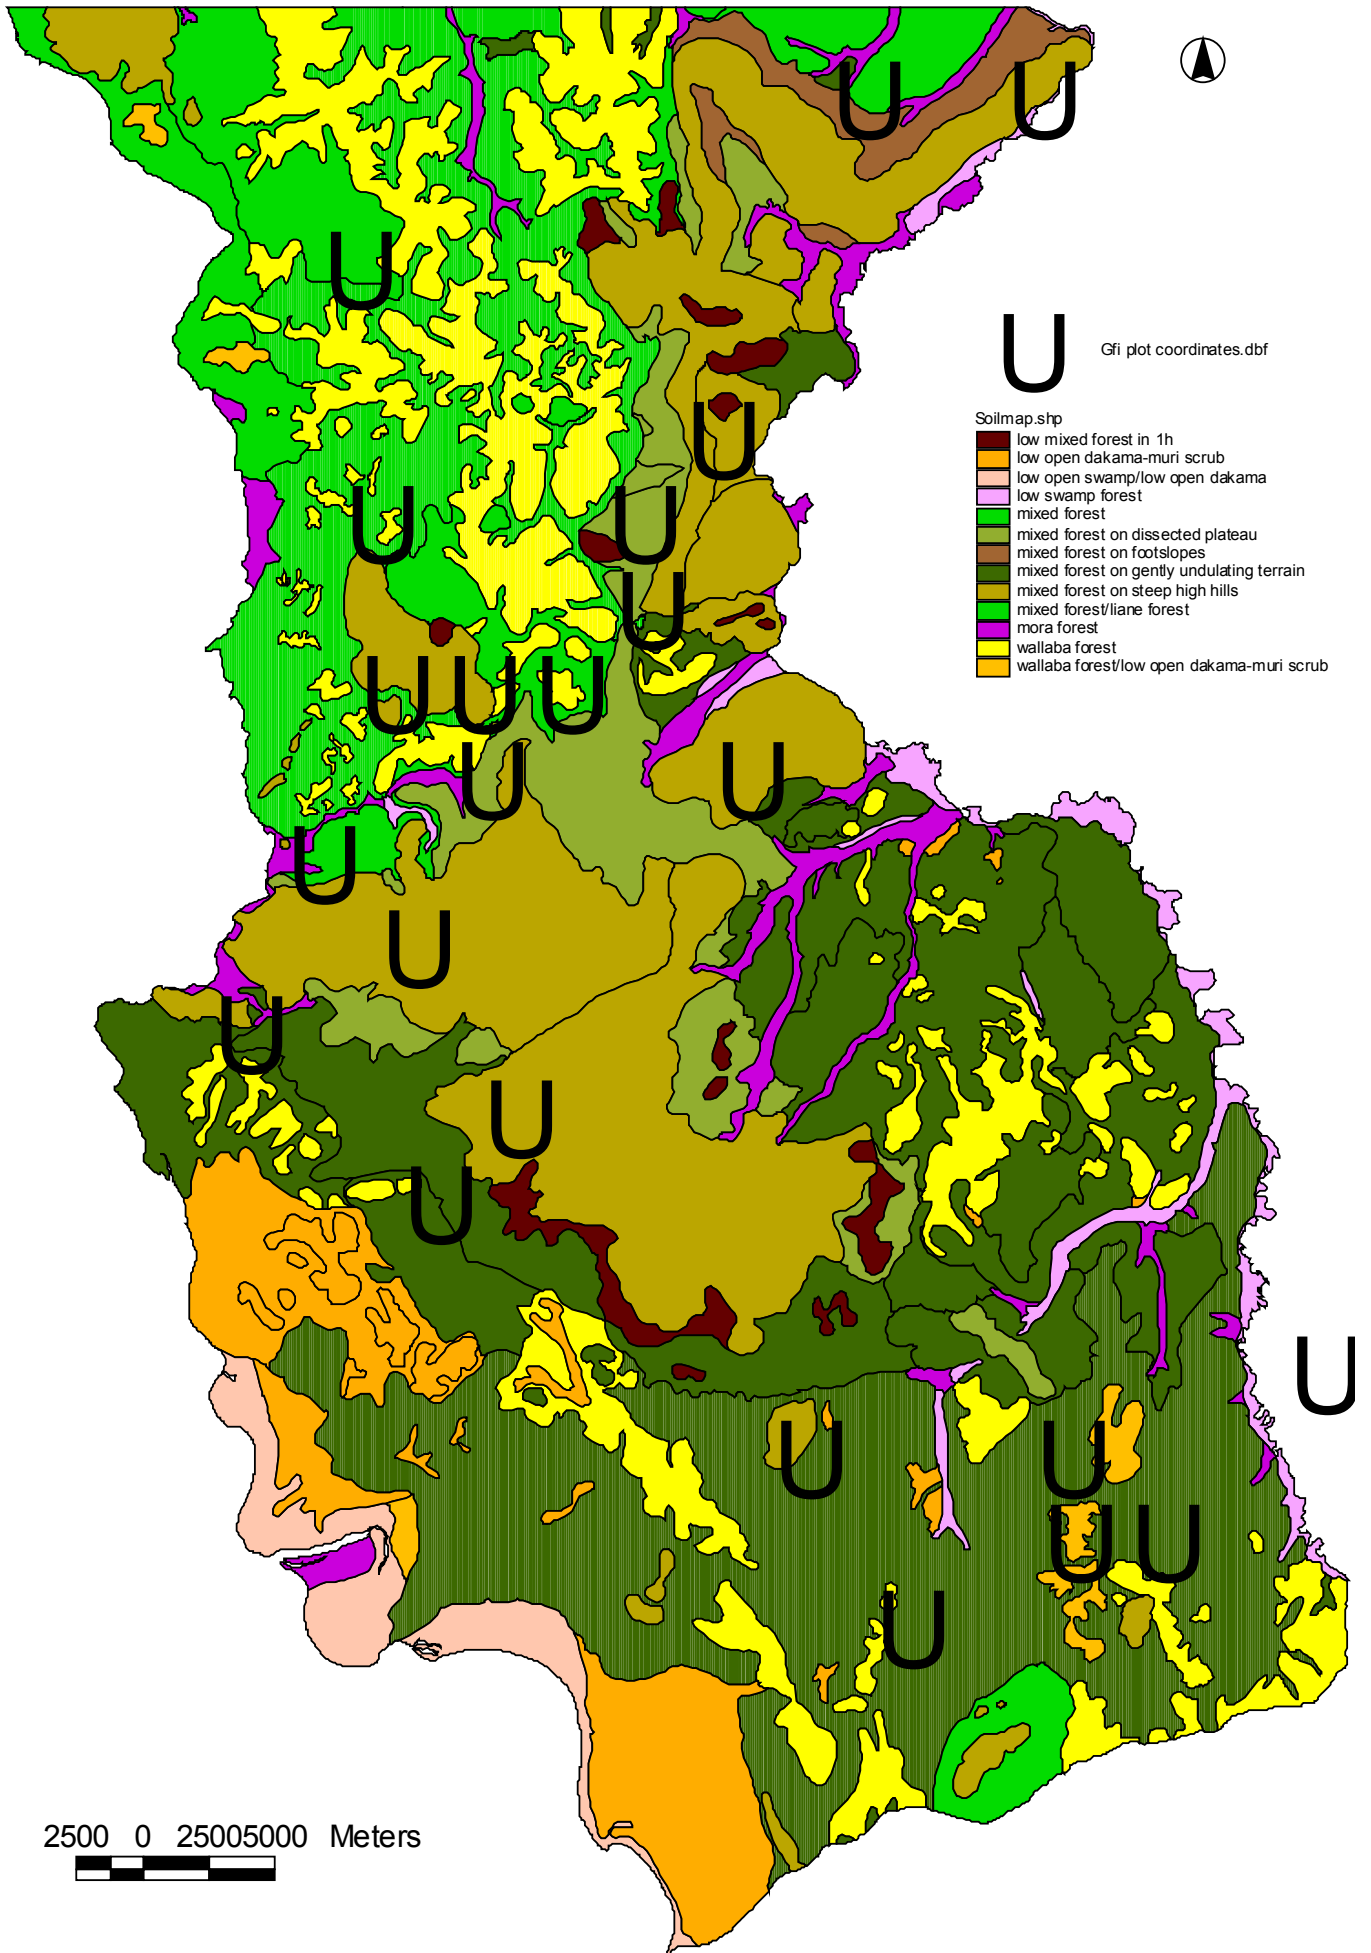 U U
U
U
Gfi plot coordinates.dbf
Soilmap.shp
low mixed forest in 1h
low open dakama-muri scrub
low open swamp/low open dakama
low swamp forest
mixed forest
mixed forest on dissected plateau
mixed forest on footslopes
mixed forest on gently undulating terrain
mixed forest on steep high hills
mixed forest/liane forest
mora forest
wallaba forest
wallaba forest/low open dakama-muri scrub
U
U U
U
U U U
U U
U
U
U
U
U
U
U U
U U
U
2500 0 25005000 Meters